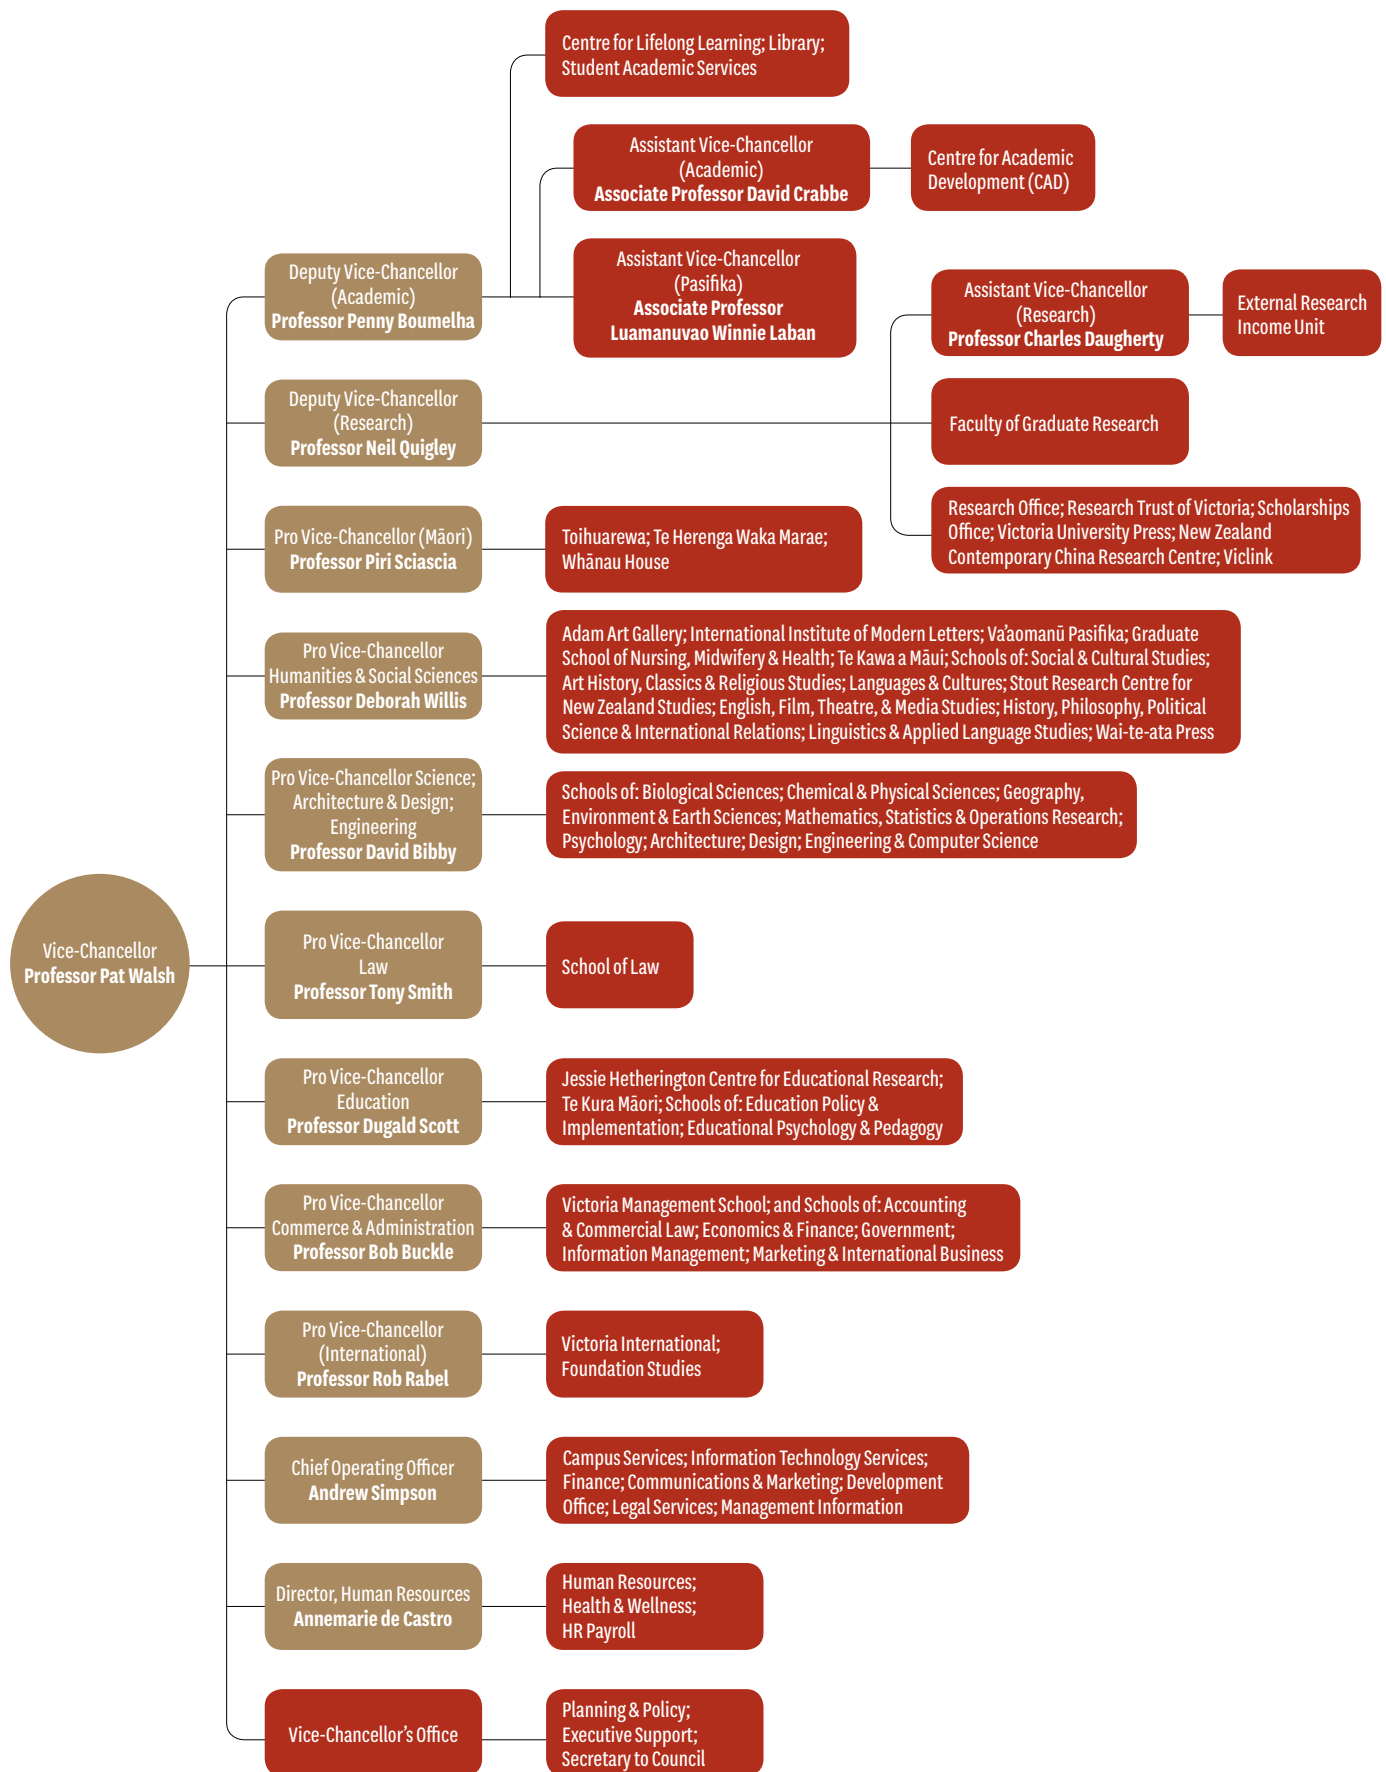 Centre for Lifelong Learning; Library;
Student Academic Services
Assistant Vice-Chancellor
(Academic)
Associate Professor David Crabbe
Centre for Academic
Development (CAD)
Deputy Vice-Chancellor
(Academic)
Professor Penny Boumelha
Assistant Vice-Chancellor
(Pasifika)
Associate Professor
Luamanuvao Winnie Laban
Assistant Vice-Chancellor
(Research)
Professor Charles Daugherty
External Research
Income Unit
Deputy Vice-Chancellor
(Research)
Professor Neil Quigley
Faculty of Graduate Research
Research Office; Research Trust of Victoria; Scholarships
Office; Victoria University Press; New Zealand
Contemporary China Research Centre; Viclink
Pro Vice-Chancellor (Māori)
Professor Piri Sciascia
Toihuarewa; Te Herenga Waka Marae;
Whānau House
Pro Vice-Chancellor
Humanities & Social Sciences
Professor Deborah Willis
Adam Art Gallery; International Institute of Modern Letters; Va’aomanū Pasifika; Graduate
School of Nursing, Midwifery & Health; Te Kawa a Māui; Schools of: Social & Cultural Studies;
Art History, Classics & Religious Studies; Languages & Cultures; Stout Research Centre for
New Zealand Studies; English, Film, Theatre, & Media Studies; History, Philosophy, Political
Science & International Relations; Linguistics & Applied Language Studies; Wai-te-ata Press
Pro Vice-Chancellor Science;
Architecture & Design;
Engineering
Professor David Bibby
Schools of: Biological Sciences; Chemical & Physical Sciences; Geography,
Environment & Earth Sciences; Mathematics, Statistics & Operations Research;
Psychology; Architecture; Design; Engineering & Computer Science
Vice-Chancellor
Professor Pat Walsh
Pro Vice-Chancellor
Law
Professor Tony Smith
School of Law
Pro Vice-Chancellor
Education
Professor Dugald Scott
Jessie Hetherington Centre for Educational Research;
Te Kura Māori; Schools of: Education Policy &
Implementation; Educational Psychology & Pedagogy
Pro Vice-Chancellor
Commerce & Administration
Professor Bob Buckle
Victoria Management School; and Schools of: Accounting
& Commercial Law; Economics & Finance; Government;
Information Management; Marketing & International Business
Pro Vice-Chancellor
(International)
Professor Rob Rabel
Victoria International;
Foundation Studies
Chief Operating Officer
Andrew Simpson
Campus Services; Information Technology Services;
Finance; Communications & Marketing; Development
Office; Legal Services; Management Information
Director, Human Resources
Annemarie de Castro
Human Resources;
Health & Wellness;
HR Payroll
Vice-Chancellor’s Office
Planning & Policy;
Executive Support;
Secretary to Council